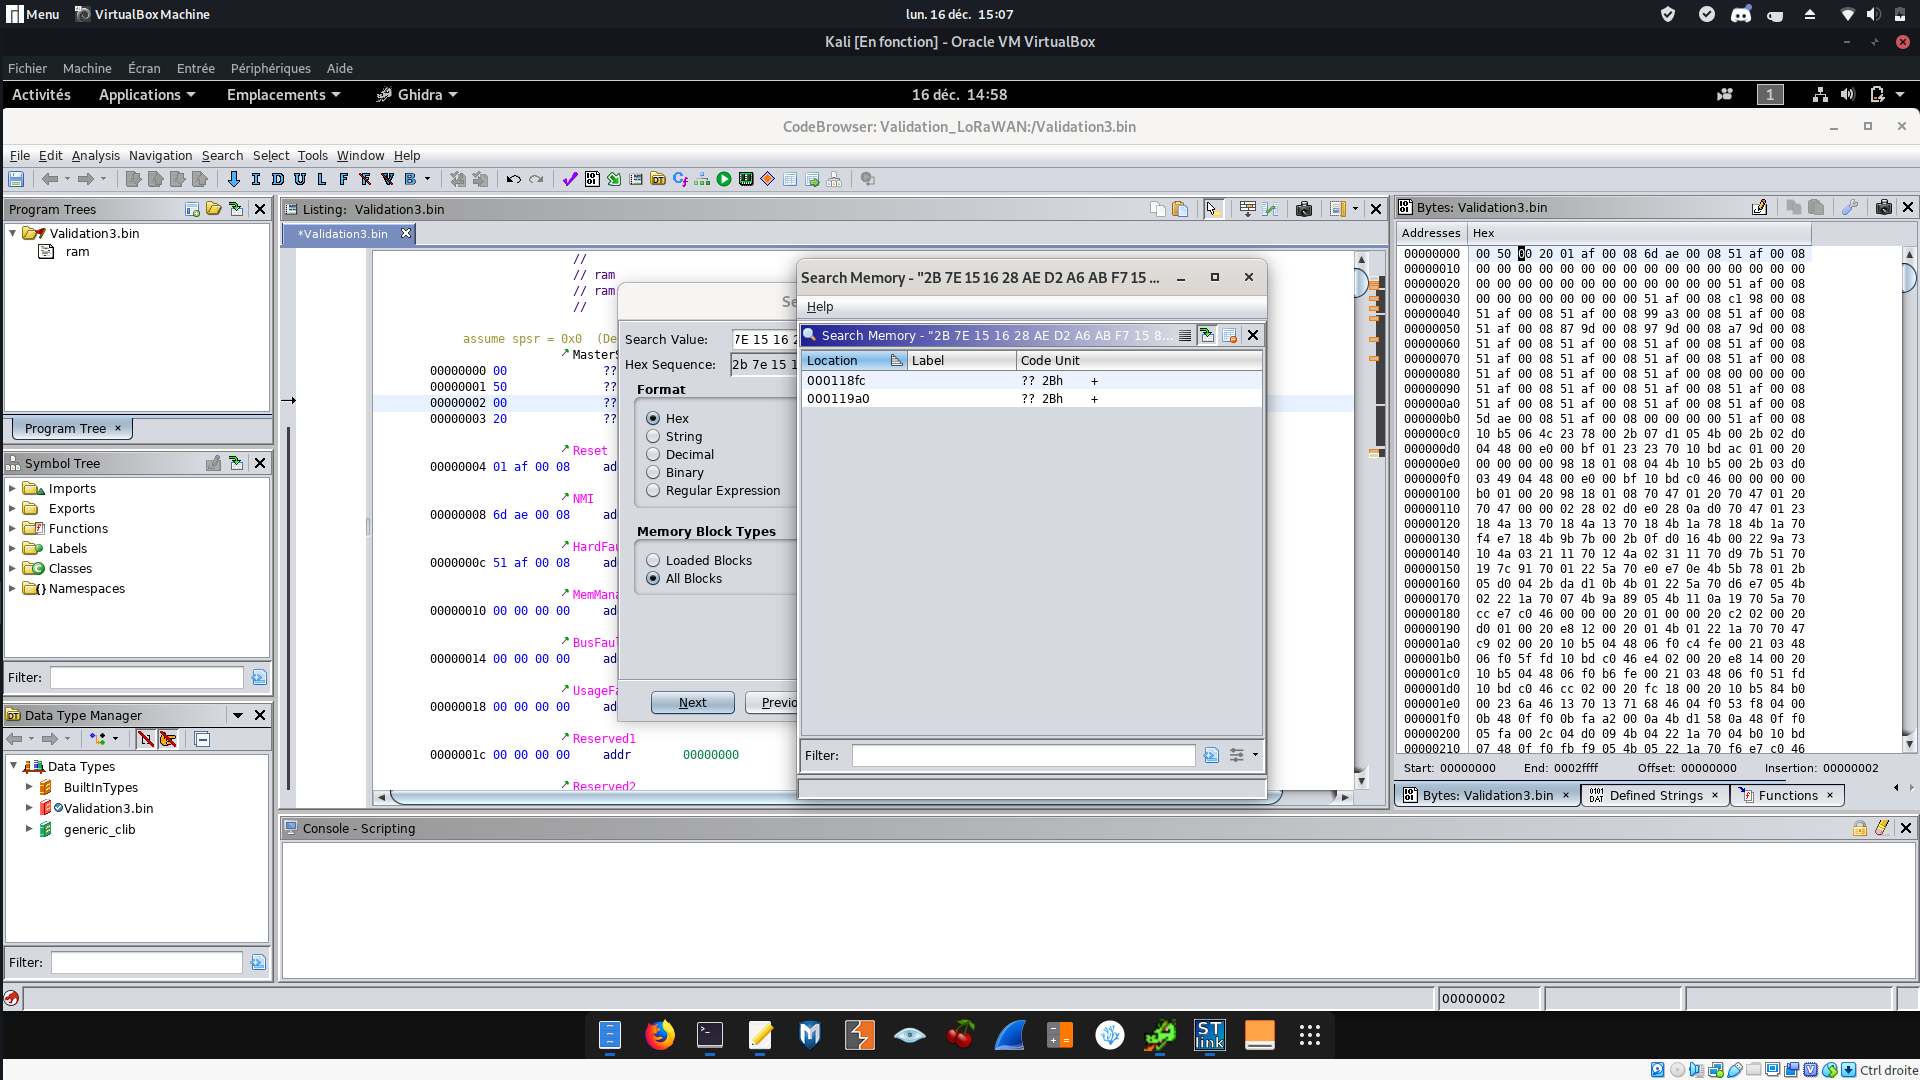 Menu VirtualBox Machine lun. 16 déc. 15:07
Kali [En fonction] - Oracle VM VirtualBox
Fichier Machine Écran Entrée Périphériques Aide
Activités Applications Emplacements Ghidra 16 déc. 14:58 1
CodeBrowser: Validation_LoRaWAN:/Validation3.bin
File Edit Analysis Navigation Search Select Tools Window Help
I D U L F B
Program Trees
Validation3.bin
ram
Program Tree ×
Symbol Tree
Imports
Exports
Functions
Labels
Classes
Namespaces
Filter:
Data Type Manager
Data Types
BuiltInTypes
Validation3.bin
generic_clib
Filter:
Listing: Validation3.bin
*Validation3.bin
//
// ram
// ram
//
assume spsr = 0x0 (De
MasterS
00000000 00 ??
00000001 50 ??
00000002 00 ??
00000003 20 ??
Reset
00000004 01 af 00 08 add
NMI
00000008 6d ae 00 08 add
HardFau
0000000c 51 af 00 08 add
MemMana
00000010 00 00 00 00 add
BusFaul
00000014 00 00 00 00 add
UsageFa
00000018 00 00 00 00 add
Reserved1
0000001c 00 00 00 00 addr 00000000
Reserved2
Se
Search Value: 7E 15 16 2
Hex Sequence: 2b 7e 15 1
Format
Hex
String
Decimal
Binary
Regular Expression
Memory Block Types
Loaded Blocks
All Blocks
Next Previo
Search Memory - "2B 7E 15 16 28 AE D2 A6 AB F7 15 ...
Help
Search Memory - "2B 7E 15 16 28 AE D2 A6 AB F7 15 8...
Location Label Code Unit
000118fc ?? 2Bh +
000119a0 ?? 2Bh +
Filter:
Bytes: Validation3.bin
Addresses Hex
00000000 00 50 00 20 01 af 00 08 6d ae 00 08 51 af 00 08
00000010 00 00 00 00 00 00 00 00 00 00 00 00 00 00 00 00
00000020 00 00 00 00 00 00 00 00 00 00 00 00 51 af 00 08
00000030 00 00 00 00 00 00 00 00 51 af 00 08 c1 98 00 08
00000040 51 af 00 08 51 af 00 08 99 a3 00 08 51 af 00 08
00000050 51 af 00 08 87 9d 00 08 97 9d 00 08 a7 9d 00 08
00000060 51 af 00 08 51 af 00 08 51 af 00 08 51 af 00 08
00000070 51 af 00 08 51 af 00 08 51 af 00 08 51 af 00 08
00000080 51 af 00 08 51 af 00 08 51 af 00 08 51 af 00 08
00000090 51 af 00 08 51 af 00 08 51 af 00 08 51 af 00 08
000000a0 51 af 00 08 51 af 00 08 51 af 00 08 51 af 00 08
000000b0 5d ae 00 08 51 af 00 08 00 00 00 00 51 af 00 08
000000c0 10 b5 06 4c 23 78 00 2b 07 d1 05 4b 00 2b 02 d0
000000d0 04 48 00 e0 00 bf 01 23 23 70 10 bd ac 01 00 20
000000e0 00 00 00 00 98 18 01 08 04 4b 10 b5 00 2b 03 d0
000000f0 03 49 04 48 00 e0 00 bf 10 bd c0 46 00 00 00 00
00000100 b0 01 00 20 98 18 01 08 70 47 01 20 70 47 01 20
00000110 70 47 00 00 02 28 02 d0 e0 28 0a d0 70 47 01 23
00000120 18 4a 13 70 18 4a 13 70 18 4b 1a 78 18 4b 1a 70
00000130 f4 e7 18 4b 9b 7b 00 2b 0f d0 16 4b 00 22 9a 73
00000140 10 4a 03 21 11 70 12 4a 02 31 11 70 d9 7b 51 70
00000150 19 7c 91 70 01 22 5a 70 e0 e7 0e 4b 5b 78 01 2b
00000160 05 d0 04 2b da d1 0b 4b 01 22 5a 70 d6 e7 05 4b
00000170 02 22 1a 70 07 4b 9a 89 05 4b 11 0a 19 70 5a 70
00000180 cc e7 c0 46 00 00 00 20 01 00 00 20 c2 02 00 20
00000190 d0 01 00 20 e8 12 00 20 01 4b 01 22 1a 70 70 47
000001a0 c9 02 00 20 10 b5 04 48 06 f0 c4 fe 00 21 03 48
000001b0 06 f0 5f fd 10 bd c0 46 e4 02 00 20 e8 14 00 20
000001c0 10 b5 04 48 06 f0 b6 fe 00 21 03 48 06 f0 51 fd
000001d0 10 bd c0 46 cc 02 00 20 fc 18 00 20 10 b5 84 b0
000001e0 00 23 6a 46 13 70 13 71 68 46 04 f0 53 f8 04 00
000001f0 0b 48 0f f0 0b fa a2 00 0a 4b d1 58 0a 48 0f f0
00000200 05 fa 00 2c 04 d0 09 4b 04 22 1a 70 04 b0 10 bd
00000210 07 48 0f f0 fb f9 05 4b 05 22 1a 70 f6 e7 c0 46
Start: 00000000 End: 0002ffff Offset: 00000000 Insertion: 00000002
Bytes: Validation3.bin × Defined Strings × Functions ×
Console - Scripting
00000002
ST link
Ctrl droite